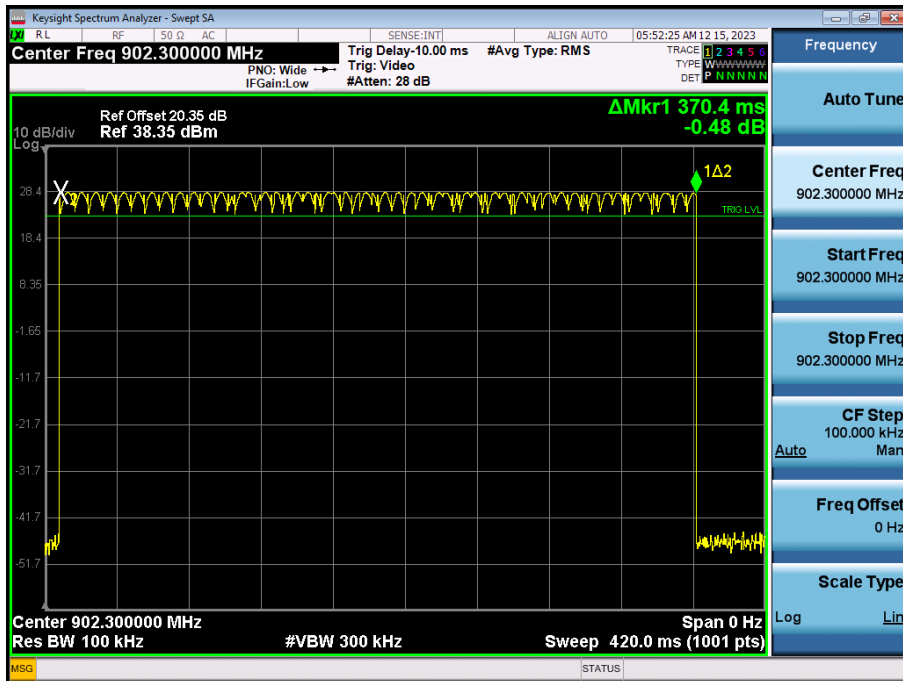 Keysight Spectrum Analyzer - Swept SA
LXI RL RF 50 Ω AC SENSE:INT ALIGN AUTO 05:52:25 AM 12 15, 2023
Center Freq 902.300000 MHz
PNO: Wide
IFGain:Low
Trig Delay-10.00 ms
Trig: Video
#Atten: 28 dB
#Avg Type: RMS
TRACE 1 2 3 4 5 6
TYPE WWWWWW
DET P N N N N N
10 dB/div
Log
Ref Offset 20.35 dB
Ref 38.35 dBm
ΔMkr1 370.4 ms
-0.48 dB
28.4
X2
1Δ2
TRIG LVL
18.4
8.35
-1.65
-11.7
-21.7
-31.7
-41.7
-51.7
Center 902.300000 MHz
Span 0 Hz
Res BW 100 kHz
#VBW 300 kHz
Sweep 420.0 ms (1001 pts)
MSG
STATUS
Frequency
Auto Tune
Center Freq
902.300000 MHz
Start Freq
902.300000 MHz
Stop Freq
902.300000 MHz
CF Step
100.000 kHz
Auto Man
Freq Offset
0 Hz
Scale Type
Log Lin